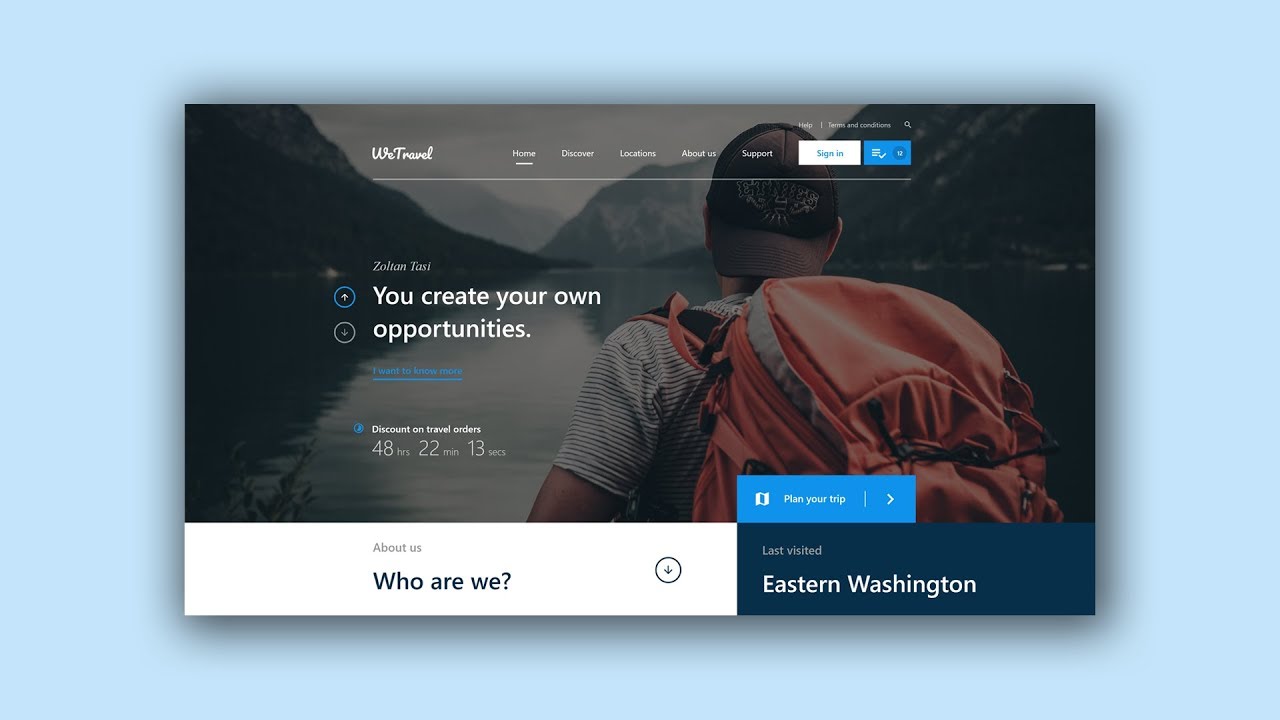 Help | Terms and conditions
WeTravel
Home Discover Locations About us Support Sign in 12
Zoltan Tasi
You create your own
opportunities.
I want to know more
Discount on travel orders
48 hrs 22 min 13 secs
Plan your trip
About us
Who are we?
Last visited
Eastern Washington